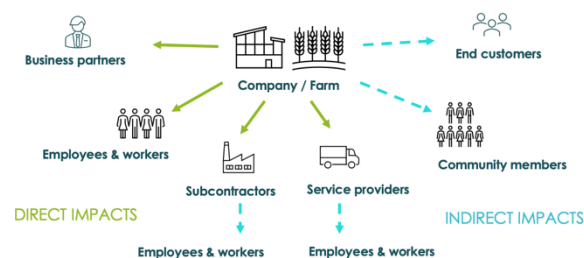 Business partners
Company / Farm
End customers
Employees & workers
Subcontractors
Service providers
Community members
DIRECT IMPACTS
INDIRECT IMPACTS
Employees & workers
Employees & workers